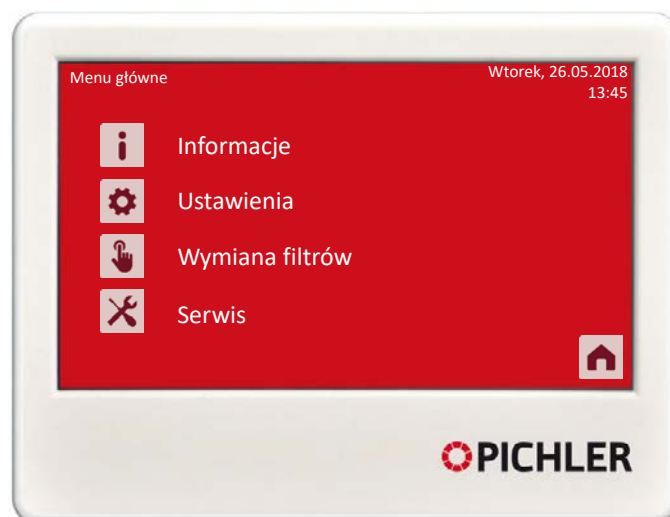 Menu główne
Wtorek, 26.05.2018
13:45
Informacje
Ustawienia
Wymiana filtrów
Serwis
PICHLER